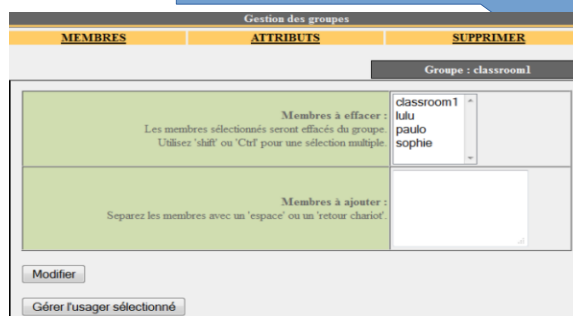 Gestion des groupes
MEMBRES ATTRIBUTS SUPPRIMER
Groupe : classroom1
Membres à effacer :
Les membres sélectionnés seront effacés du groupe.
Utilisez 'shift' ou 'Ctrl' pour une sélection multiple.
classroom1
lulu
paulo
sophie
Membres à ajouter :
Separez les membres avec un 'espace' ou un 'retour chariot'.
Modifier
Gérer l'usager sélectionné